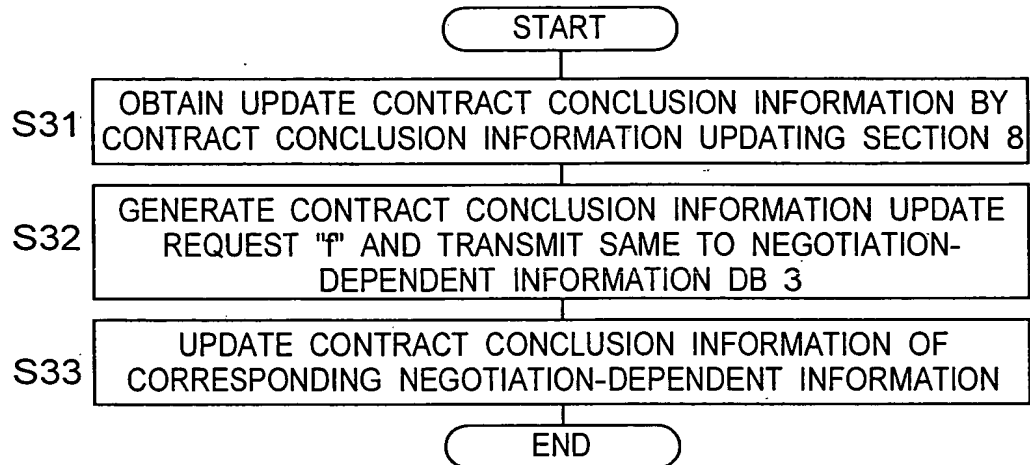 START
S31
OBTAIN UPDATE CONTRACT CONCLUSION INFORMATION BY
CONTRACT CONCLUSION INFORMATION UPDATING SECTION 8
S32
GENERATE CONTRACT CONCLUSION INFORMATION UPDATE
REQUEST "f" AND TRANSMIT SAME TO NEGOTIATION-
DEPENDENT INFORMATION DB 3
S33
UPDATE CONTRACT CONCLUSION INFORMATION OF
CORRESPONDING NEGOTIATION-DEPENDENT INFORMATION
END